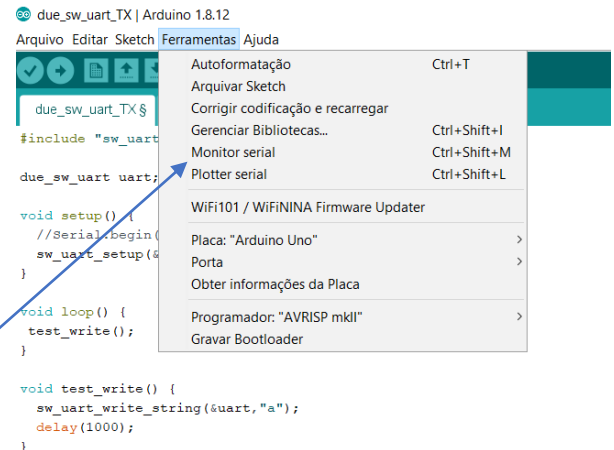 due_sw_uart_TX | Arduino 1.8.12
Arquivo Editar Sketch Ferramentas Ajuda
due_sw_uart_TX §
Autoformatação Ctrl+T
Arquivar Sketch
Corrigir codificação e recarregar
Gerenciar Bibliotecas... Ctrl+Shift+I
Monitor serial Ctrl+Shift+M
Plotter serial Ctrl+Shift+L
WiFi101 / WiFiNINA Firmware Updater
Placa: "Arduino Uno"
Porta
Obter informações da Placa
Programador: "AVRISP mkII"
Gravar Bootloader
#include "sw_uart
due_sw_uart uart;
void setup() {
//Serial.begin(
sw_uart_setup(&
}
void loop() {
test_write();
}
void test_write() {
sw_uart_write_string(&uart,"a");
delay(1000);
}